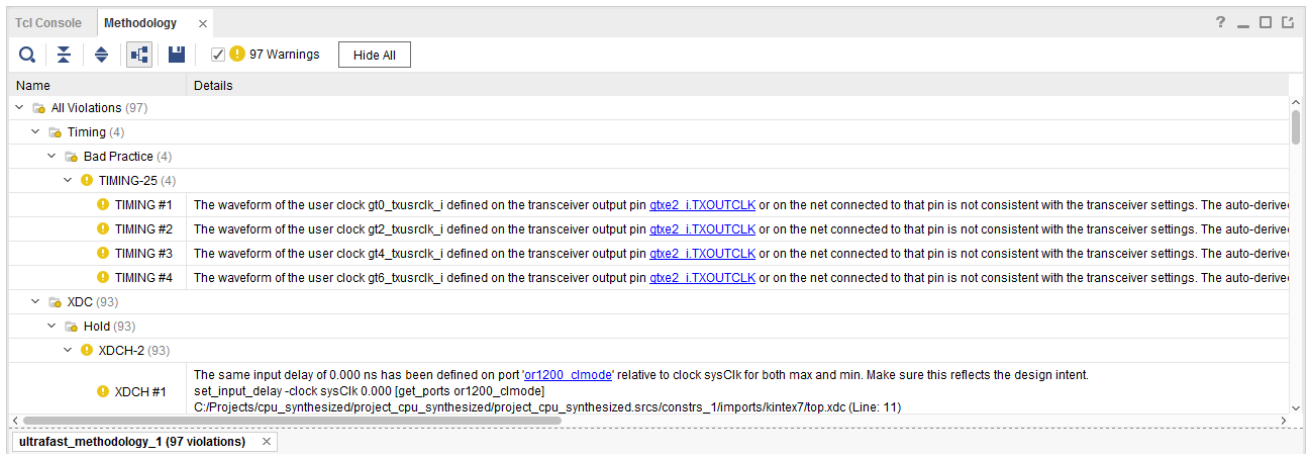 Tcl Console Methodology ×
? _
97 Warnings Hide All
Name Details
All Violations (97)
Timing (4)
Bad Practice (4)
TIMING-25 (4)
TIMING #1 The waveform of the user clock gt0_txusrclk_i defined on the transceiver output pin gtxe2_i.TXOUTCLK or on the net connected to that pin is not consistent with the transceiver settings. The auto-derive
TIMING #2 The waveform of the user clock gt2_txusrclk_i defined on the transceiver output pin gtxe2_i.TXOUTCLK or on the net connected to that pin is not consistent with the transceiver settings. The auto-derive
TIMING #3 The waveform of the user clock gt4_txusrclk_i defined on the transceiver output pin gtxe2_i.TXOUTCLK or on the net connected to that pin is not consistent with the transceiver settings. The auto-derive
TIMING #4 The waveform of the user clock gt6_txusrclk_i defined on the transceiver output pin gtxe2_i.TXOUTCLK or on the net connected to that pin is not consistent with the transceiver settings. The auto-derive
XDC (93)
Hold (93)
XDCH-2 (93)
The same input delay of 0.000 ns has been defined on port 'or1200_clmode' relative to clock sysClk for both max and min. Make sure this reflects the design intent.
XDCH #1 set_input_delay -clock sysClk 0.000 [get_ports or1200_clmode]
C:/Projects/cpu_synthesized/project_cpu_synthesized/project_cpu_synthesized.srcs/constrs_1/imports/kintex7/top.xdc (Line: 11)
ultrafast_methodology_1 (97 violations) ×